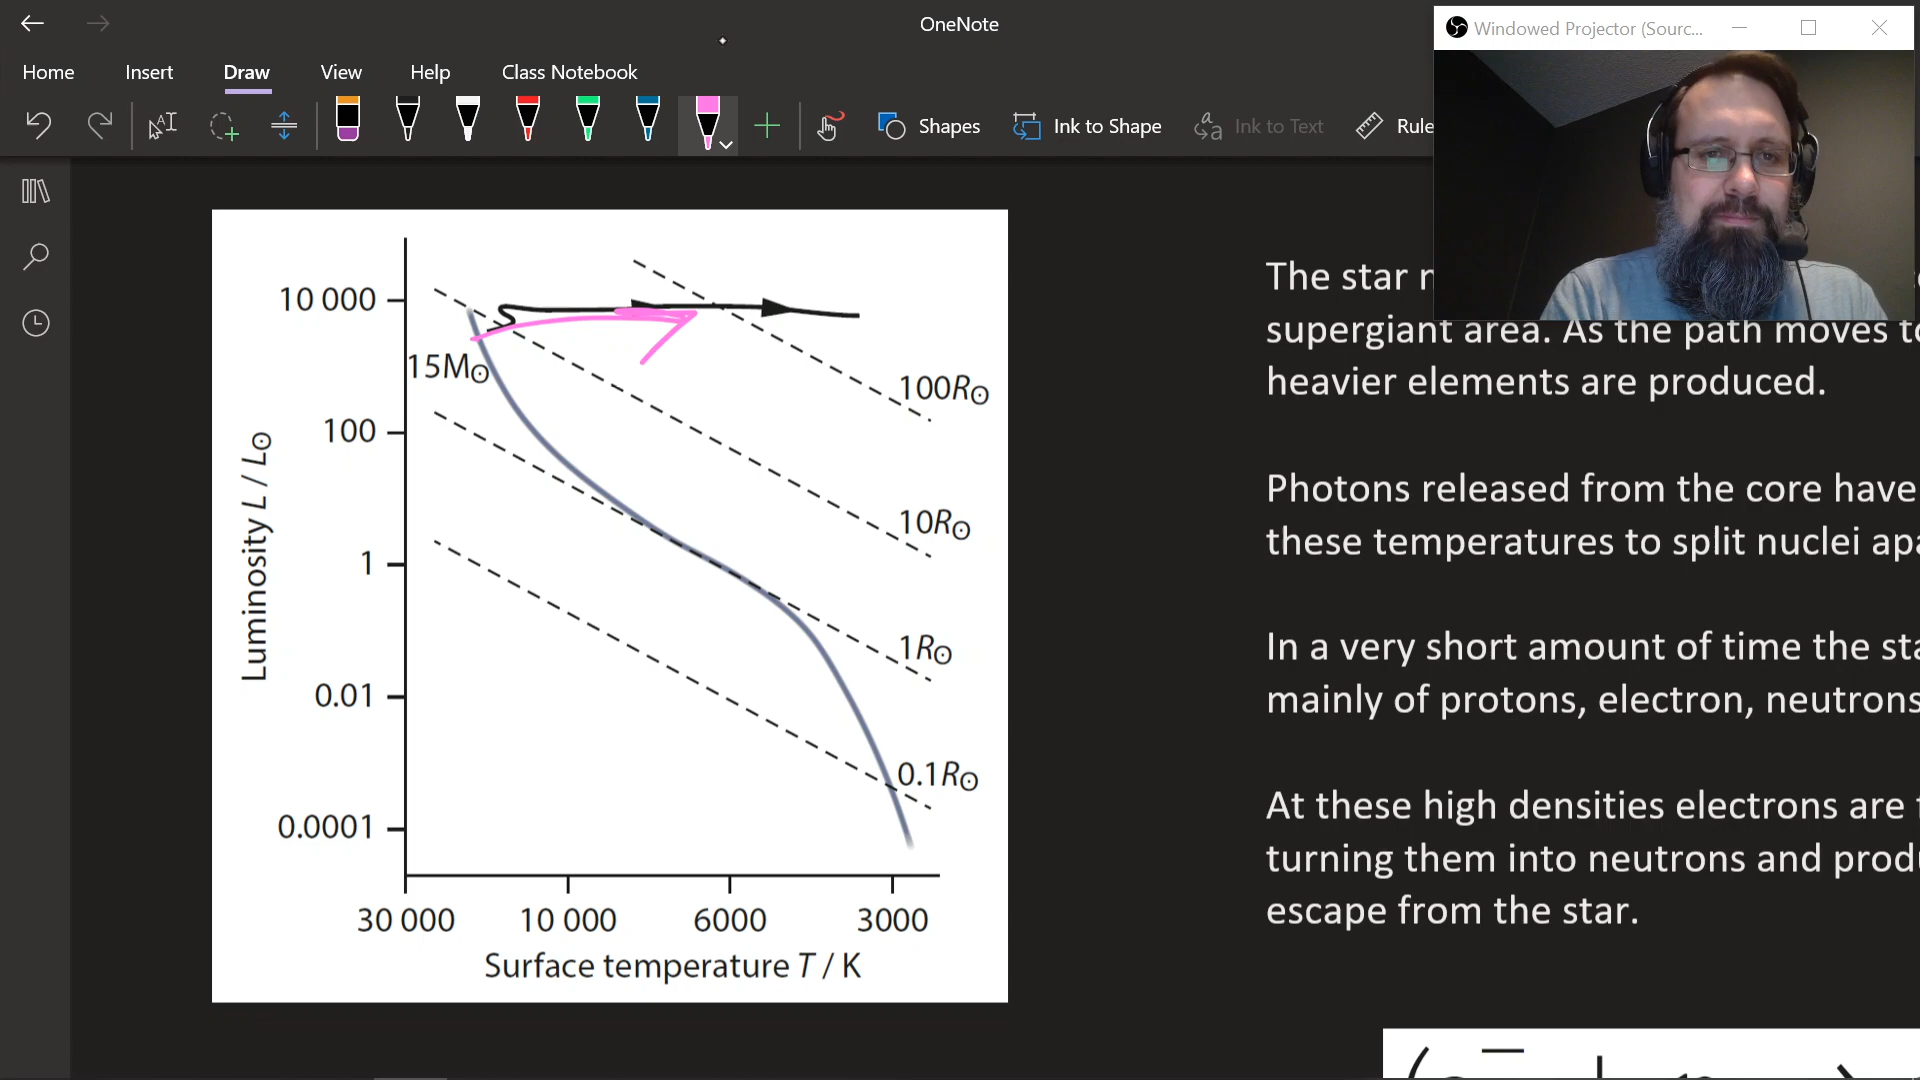 OneNote
Windowed Projector (Sourc...
Home Insert Draw View Help Class Notebook
Shapes Ink to Shape Ink to Text Rule
10 000
100
1
0.01
0.0001
Luminosity L / L⊙
15M⊙
100R⊙
10R⊙
1R⊙
0.1R⊙
30 000 10 000 6000 3000
Surface temperature T / K
The star
supergiant area. As the path moves
heavier elements are produced.
Photons released from the core have
these temperatures to split nuclei
In a very short amount of time the
mainly of protons, electron, neutrons
At these high densities electrons are
turning them into neutrons and
escape from the star.